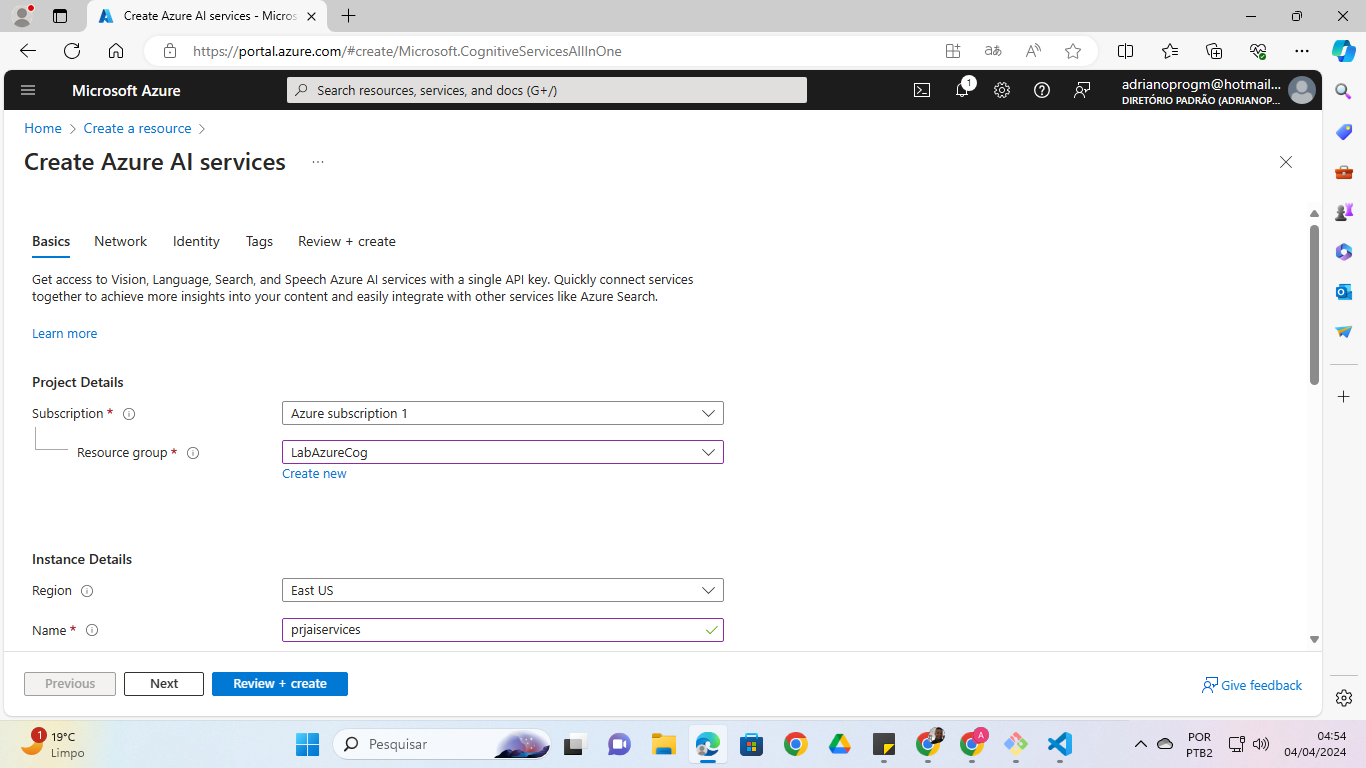 Create Azure AI services - Micros
https://portal.azure.com/#create/Microsoft.CognitiveServicesAllInOne
Microsoft Azure
Search resources, services, and docs (G+/)
1
adrianoprogm@hotmail...
DIRETÓRIO PADRÃO (ADRIANOP...
Home > Create a resource >
Create Azure AI services ...
Basics Network Identity Tags Review + create
Get access to Vision, Language, Search, and Speech Azure AI services with a single API key. Quickly connect services
together to achieve more insights into your content and easily integrate with other services like Azure Search.
Learn more
Project Details
Subscription * Azure subscription 1
Resource group * LabAzureCog
Create new
Instance Details
Region East US
Name * prjaiservices
Previous Next Review + create Give feedback
1 19°C
Limpo
Pesquisar
A
POR
PTB2
04:54
04/04/2024